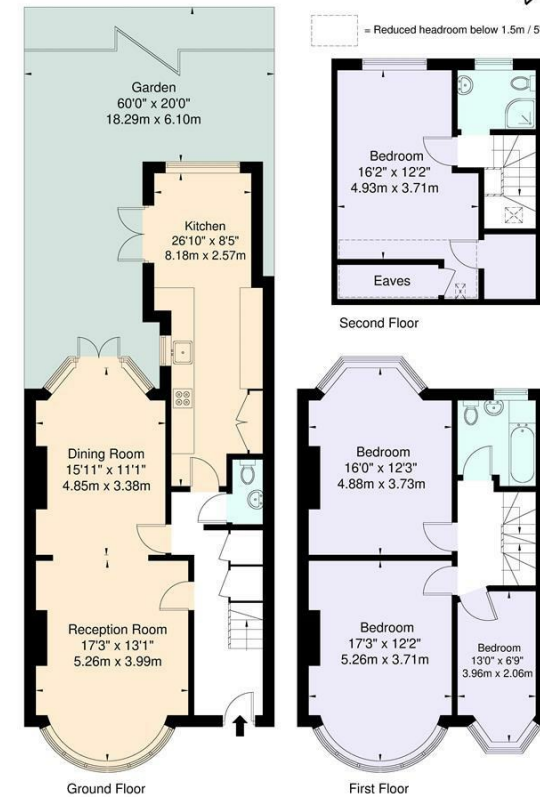 = Reduced headroom below 1.5m / 5'
Garden
60'0" x 20'0"
18.29m x 6.10m
Kitchen
26'10" x 8'5"
8.18m x 2.57m
Dining Room
15'11" x 11'1"
4.85m x 3.38m
Reception Room
17'3" x 13'1"
5.26m x 3.99m
Ground Floor
Bedroom
16'2" x 12'2"
4.93m x 3.71m
Eaves
Second Floor
Bedroom
16'0" x 12'3"
4.88m x 3.73m
Bedroom
17'3" x 12'2"
5.26m x 3.71m
Bedroom
13'0" x 6'9"
3.96m x 2.06m
First Floor